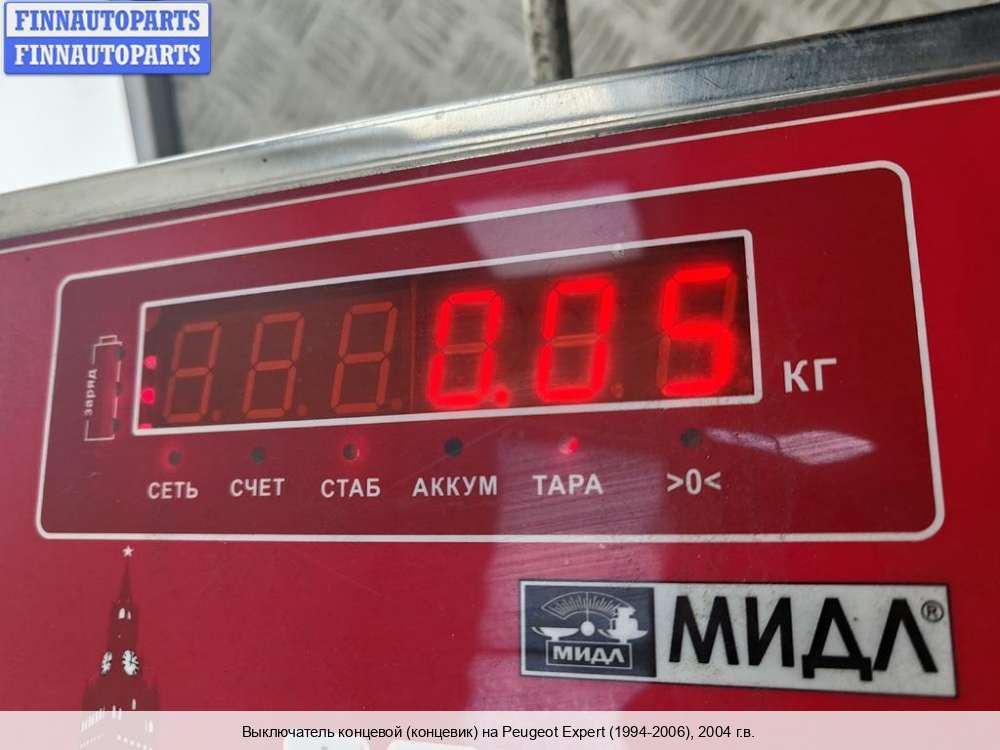 FINNAUTOPARTS
FINNAUTOPARTS
0.05
КГ
заряд
СЕТЬ СЧЕТ СТАБ АККУМ ТАРА >0<
МИДЛ
МИДЛ®
Выключатель концевой (концевик) на Peugeot Expert (1994-2006), 2004 г.в.